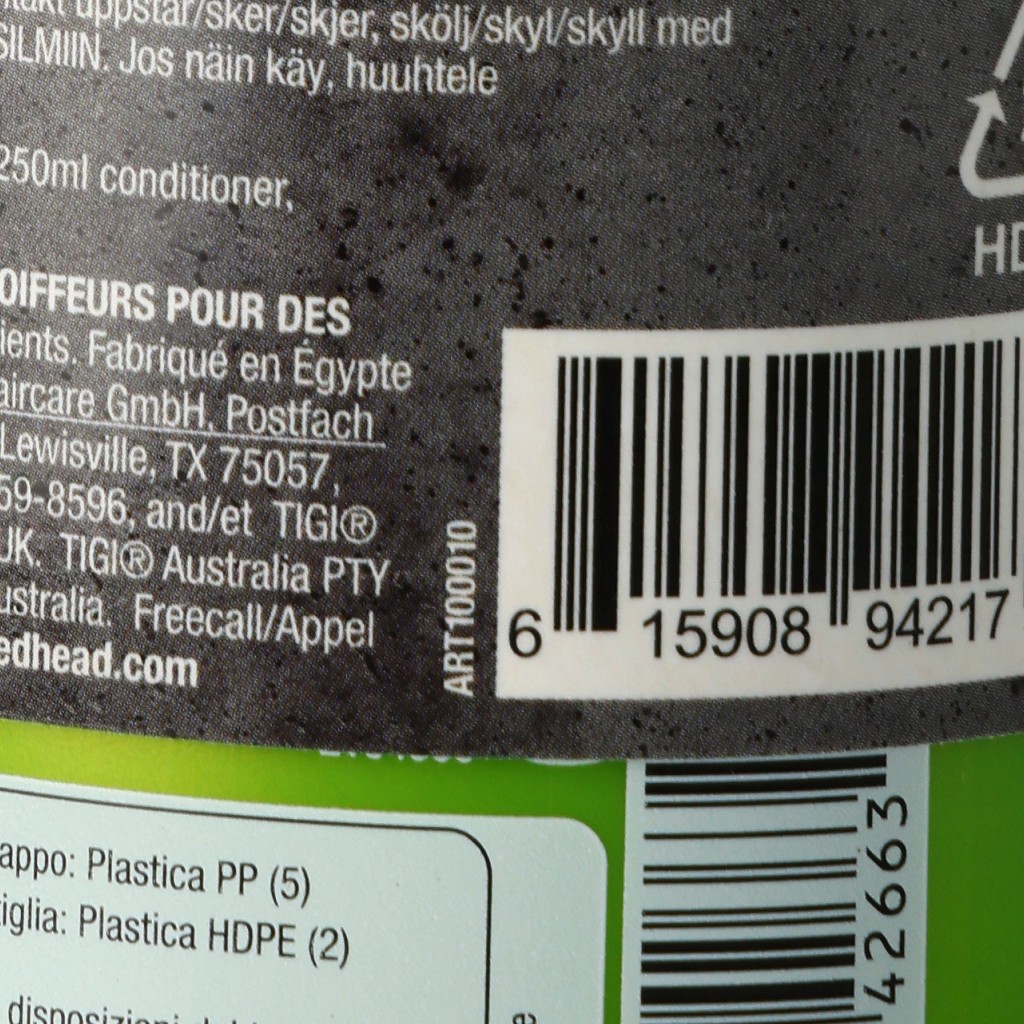 uppstår/sker/skjer, skölj/skyl/skyll med
SILMIIN. Jos näin käy, huuhtele
250ml conditioner,
HD
OIFFEURS POUR DES
ients. Fabriqué en Égypte
aircare GmbH, Postfach
Lewisville, TX 75057,
59-8596, and/et TIGI®
UK. TIGI® Australia PTY
ustralia. Freecall/Appel
edhead.com
ART100010
6 15908 94217
appo: Plastica PP (5)
iglia: Plastica HDPE (2)
42663